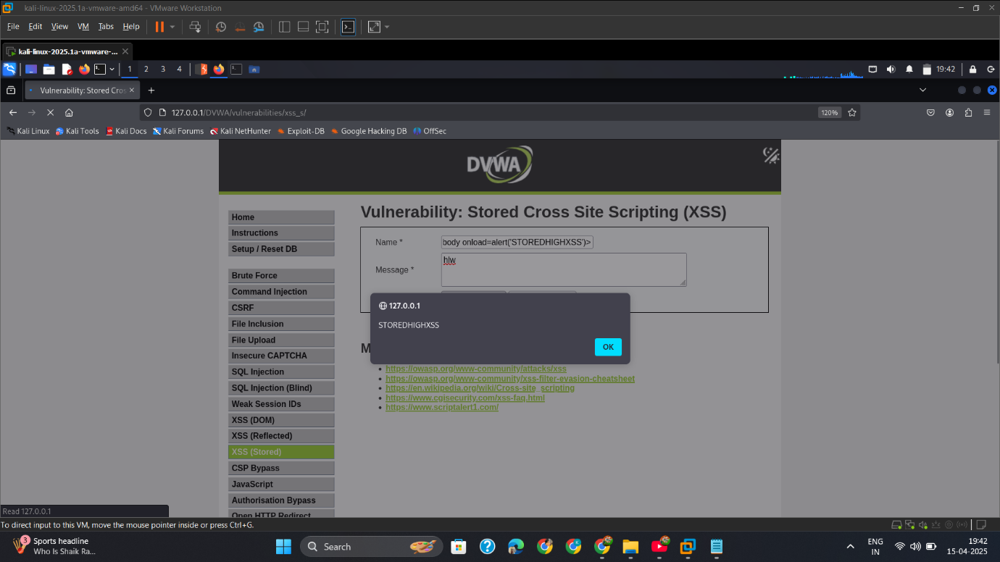 kali-linux-2025.1a-vmware-amd64 - VMware Workstation
File Edit View VM Tabs Help
kali-linux-2025.1a-vmware-...
1 2 3 4 19:42
Vulnerability: Stored Cros
127.0.0.1/DVWA/vulnerabilities/xss_s/ 120%
Kali Linux Kali Tools Kali Docs Kali Forums Kali NetHunter Exploit-DB Google Hacking DB OffSec
DVWA
Home
Instructions
Setup / Reset DB
Brute Force
Command Injection
CSRF
File Inclusion
File Upload
Insecure CAPTCHA
SQL Injection
SQL Injection (Blind)
Weak Session IDs
XSS (DOM)
XSS (Reflected)
XSS (Stored)
CSP Bypass
JavaScript
Authorisation Bypass
Open HTTP Redirect
Vulnerability: Stored Cross Site Scripting (XSS)
Name * body onload=alert('STOREDHIGHXSS')>
Message * hlw
127.0.0.1
STOREDHIGHXSS
OK
M
https://owasp.org/www-community/attacks/xss
https://owasp.org/www-community/xss-filter-evasion-cheatsheet
https://en.wikipedia.org/wiki/Cross-site_scripting
https://www.cgisecurity.com/xss-faq.html
https://www.scriptalert1.com/
Read 127.0.0.1
To direct input to this VM, move the mouse pointer inside or press Ctrl+G.
3 Sports headline
Who Is Shaik Ra...
Search
ENG
IN
19:42
15-04-2025